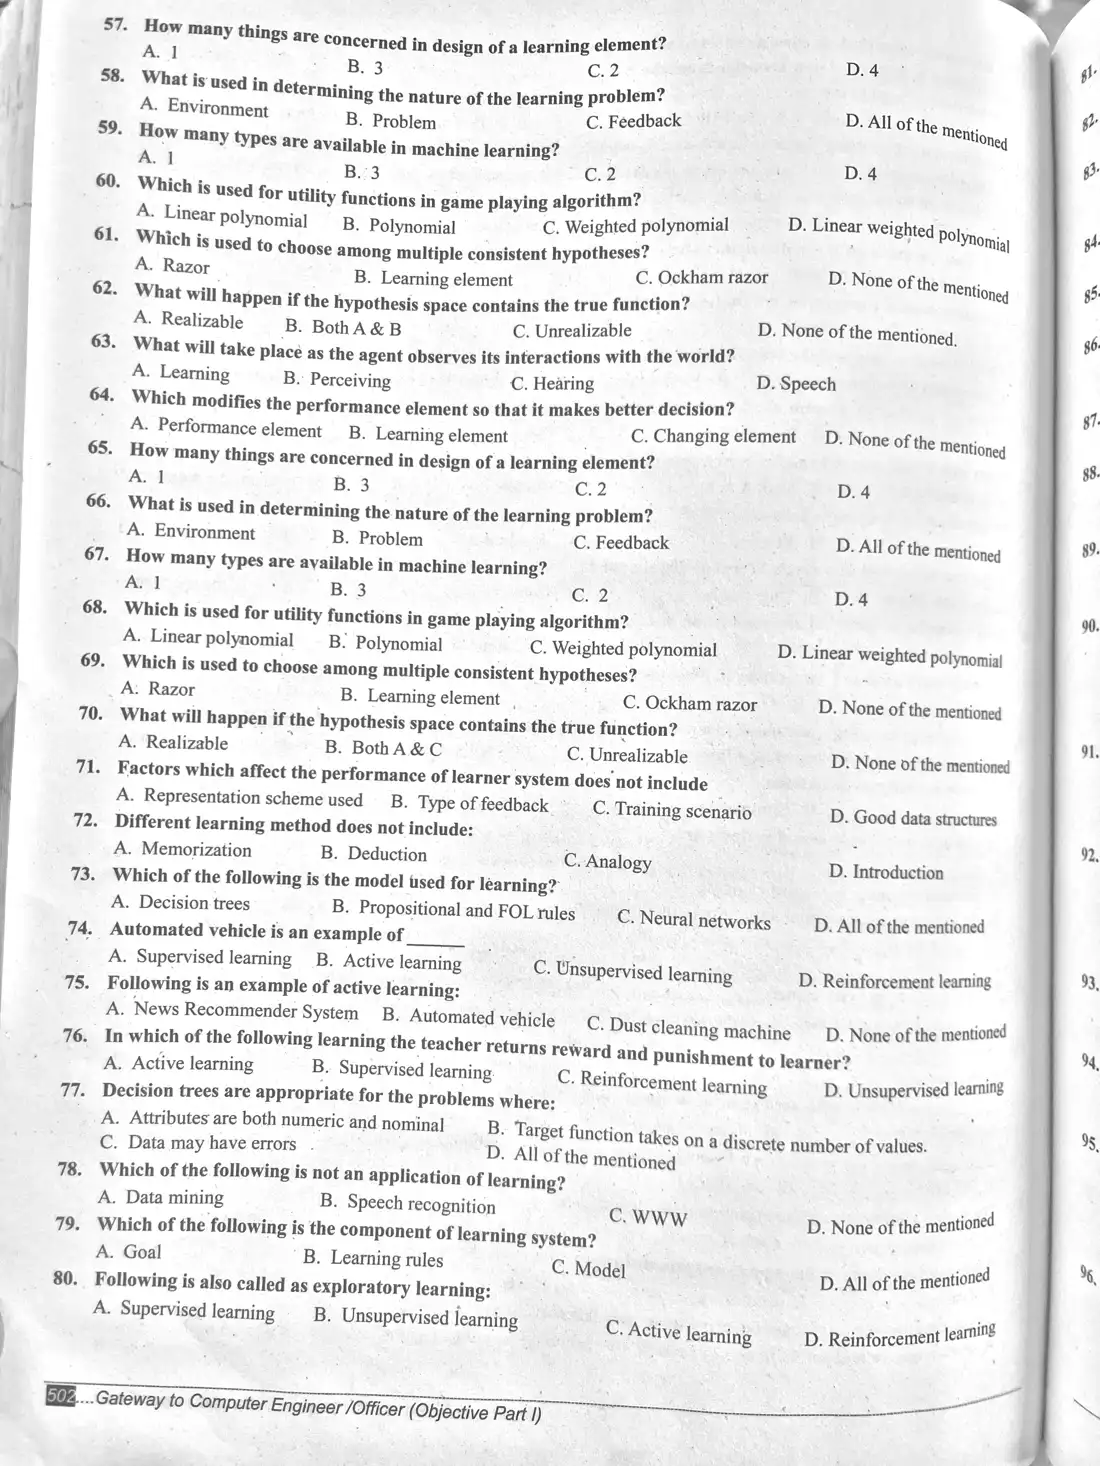 57. How many things are concerned in design of a learning element?
A. 1 B. 3 C. 2 D. 4
58. What is used in determining the nature of the learning problem?
A. Environment B. Problem C. Feedback D. All of the mentioned
59. How many types are available in machine learning?
A. 1 B. 3 C. 2 D. 4
60. Which is used for utility functions in game playing algorithm?
A. Linear polynomial B. Polynomial C. Weighted polynomial D. Linear weighted polynomial
61. Which is used to choose among multiple consistent hypotheses?
A. Razor B. Learning element C. Ockham razor D. None of the mentioned
62. What will happen if the hypothesis space contains the true function?
A. Realizable B. Both A & B C. Unrealizable D. None of the mentioned.
63. What will take place as the agent observes its interactions with the world?
A. Learning B. Perceiving C. Hearing D. Speech
64. Which modifies the performance element so that it makes better decision?
A. Performance element B. Learning element C. Changing element D. None of the mentioned
65. How many things are concerned in design of a learning element?
A. 1 B. 3 C. 2 D. 4
66. What is used in determining the nature of the learning problem?
A. Environment B. Problem C. Feedback D. All of the mentioned
67. How many types are available in machine learning?
A. 1 B. 3 C. 2 D. 4
68. Which is used for utility functions in game playing algorithm?
A. Linear polynomial B. Polynomial C. Weighted polynomial D. Linear weighted polynomial
69. Which is used to choose among multiple consistent hypotheses?
A. Razor B. Learning element C. Ockham razor D. None of the mentioned
70. What will happen if the hypothesis space contains the true function?
A. Realizable B. Both A & C C. Unrealizable D. None of the mentioned
71. Factors which affect the performance of learner system does not include
A. Representation scheme used B. Type of feedback C. Training scenario D. Good data structures
72. Different learning method does not include:
A. Memorization B. Deduction C. Analogy D. Introduction
73. Which of the following is the model used for learning?
A. Decision trees B. Propositional and FOL rules C. Neural networks D. All of the mentioned
74. Automated vehicle is an example of ______
A. Supervised learning B. Active learning C. Unsupervised learning D. Reinforcement learning
75. Following is an example of active learning:
A. News Recommender System B. Automated vehicle C. Dust cleaning machine D. None of the mentioned
76. In which of the following learning the teacher returns reward and punishment to learner?
A. Active learning B. Supervised learning C. Reinforcement learning D. Unsupervised learning
77. Decision trees are appropriate for the problems where:
A. Attributes are both numeric and nominal B. Target function takes on a discrete number of values.
C. Data may have errors D. All of the mentioned
78. Which of the following is not an application of learning?
A. Data mining B. Speech recognition C. WWW D. None of the mentioned
79. Which of the following is the component of learning system?
A. Goal B. Learning rules C. Model D. All of the mentioned
80. Following is also called as exploratory learning:
A. Supervised learning B. Unsupervised learning C. Active learning D. Reinforcement learning
502....Gateway to Computer Engineer /Officer (Objective Part I)
81.
82.
83.
84.
85.
86.
87.
88.
89.
90.
91.
92.
93.
94.
95.
96.